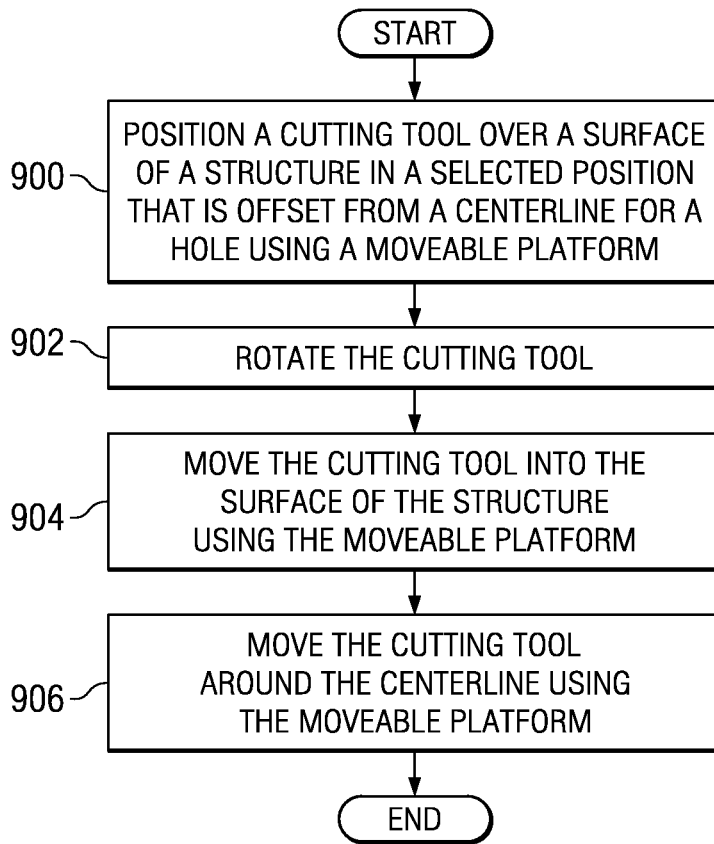 START
900
POSITION A CUTTING TOOL OVER A SURFACE
OF A STRUCTURE IN A SELECTED POSITION
THAT IS OFFSET FROM A CENTERLINE FOR A
HOLE USING A MOVEABLE PLATFORM
902
ROTATE THE CUTTING TOOL
904
MOVE THE CUTTING TOOL INTO THE
SURFACE OF THE STRUCTURE
USING THE MOVEABLE PLATFORM
906
MOVE THE CUTTING TOOL
AROUND THE CENTERLINE USING
THE MOVEABLE PLATFORM
END